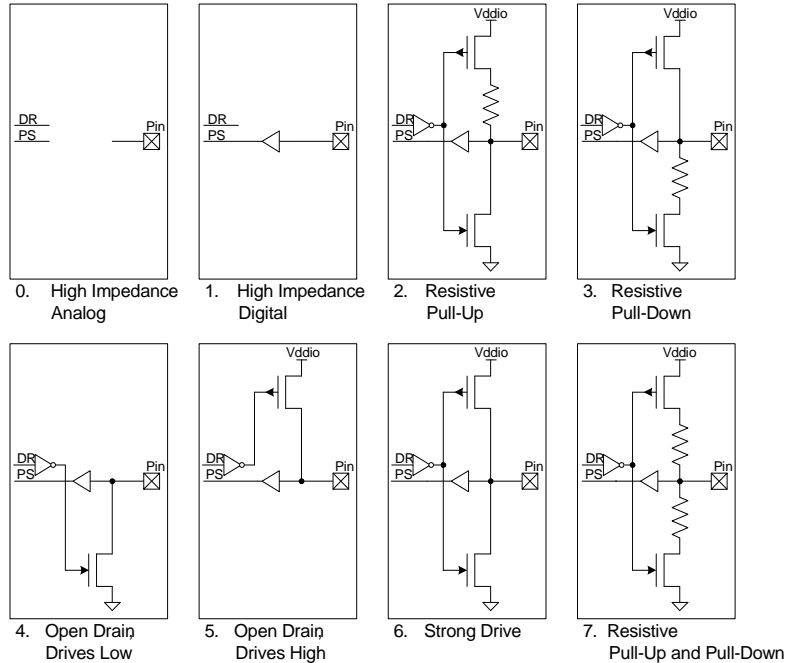 Vddio
Vddio
DR
PS
Pin
DR
PS
Pin
DR
PS
Pin
DR
PS
Pin
0. High Impedance
Analog
1. High Impedance
Digital
2. Resistive
Pull-Up
3. Resistive
Pull-Down
Vddio
Vddio
Vddio
DR
PS
Pin
DR
PS
Pin
DR
PS
Pin
DR
PS
Pin
4. Open Drain,
Drives Low
5. Open Drain,
Drives High
6. Strong Drive
7. Resistive
Pull-Up and Pull-Down